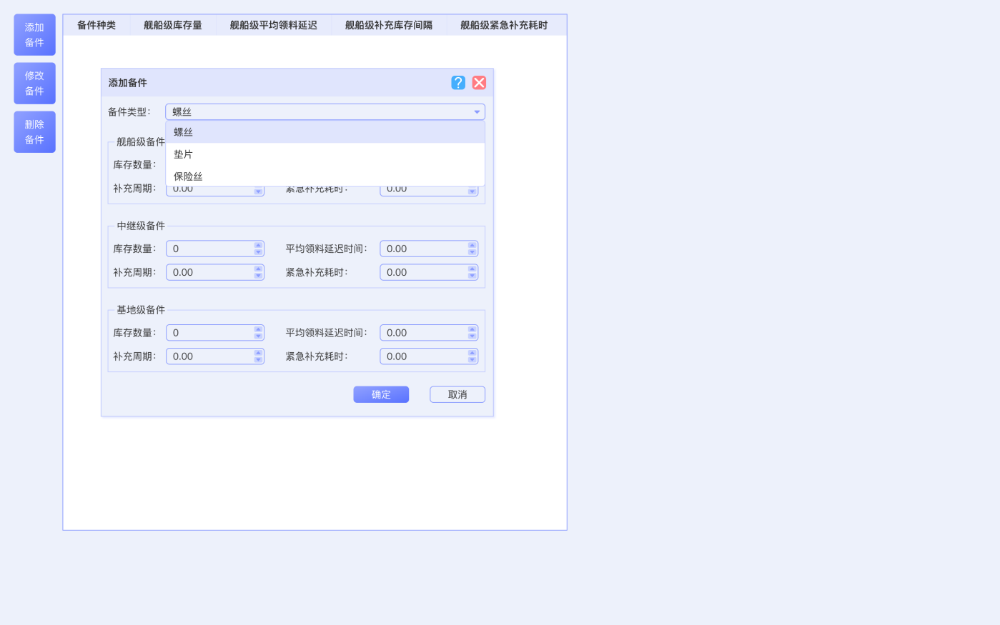 添加
备件
修改
备件
删除
备件
备件种类 舰船级库存量 舰船级平均领料延迟 舰船级补充库存间隔 舰船级紧急补充耗时
添加备件
备件类型: 螺丝
螺丝
垫片
保险丝
舰船级备件
库存数量:
补充周期: 0.00 紧急补充耗时: 0.00
中继级备件
库存数量: 0 平均领料延迟时间: 0.00
补充周期: 0.00 紧急补充耗时: 0.00
基地级备件
库存数量: 0 平均领料延迟时间: 0.00
补充周期: 0.00 紧急补充耗时: 0.00
确定 取消